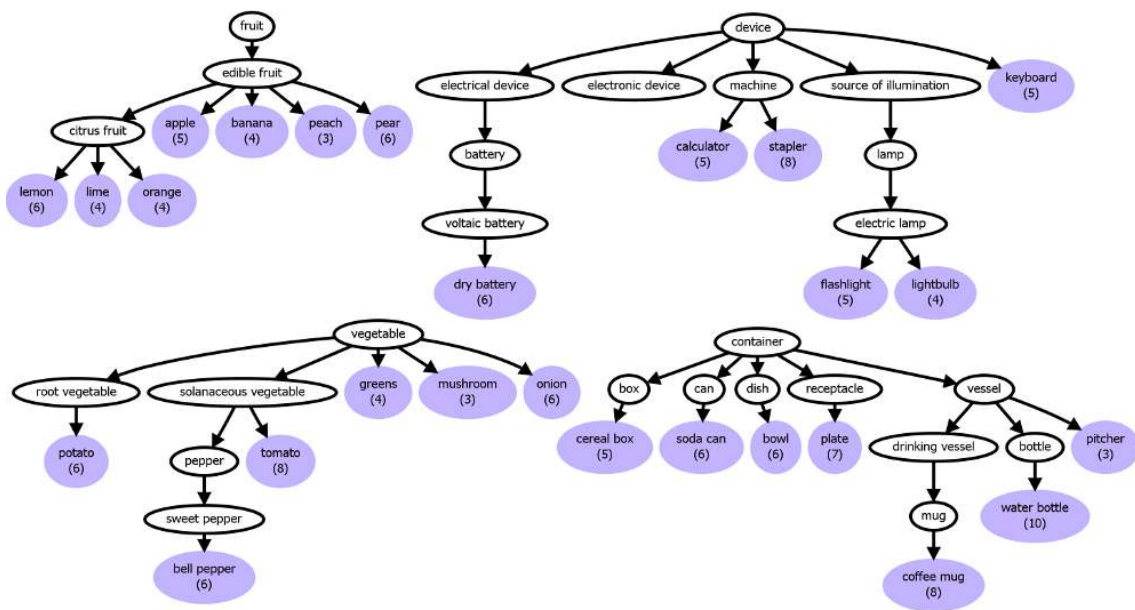 fruit
edible fruit
citrus fruit
apple
(5)
banana
(4)
peach
(3)
pear
(6)
lemon
(6)
lime
(4)
orange
(4)
device
electrical device
electronic device
machine
source of illumination
keyboard
(5)
battery
calculator
(5)
stapler
(8)
lamp
voltaic battery
electric lamp
dry battery
(6)
flashlight
(5)
lightbulb
(4)
vegetable
root vegetable
solanaceous vegetable
greens
(4)
mushroom
(3)
onion
(6)
potato
(6)
pepper
tomato
(8)
sweet pepper
bell pepper
(6)
container
box
can
dish
receptacle
vessel
cereal box
(5)
soda can
(6)
bowl
(6)
plate
(7)
drinking vessel
bottle
pitcher
(3)
mug
water bottle
(10)
coffee mug
(8)